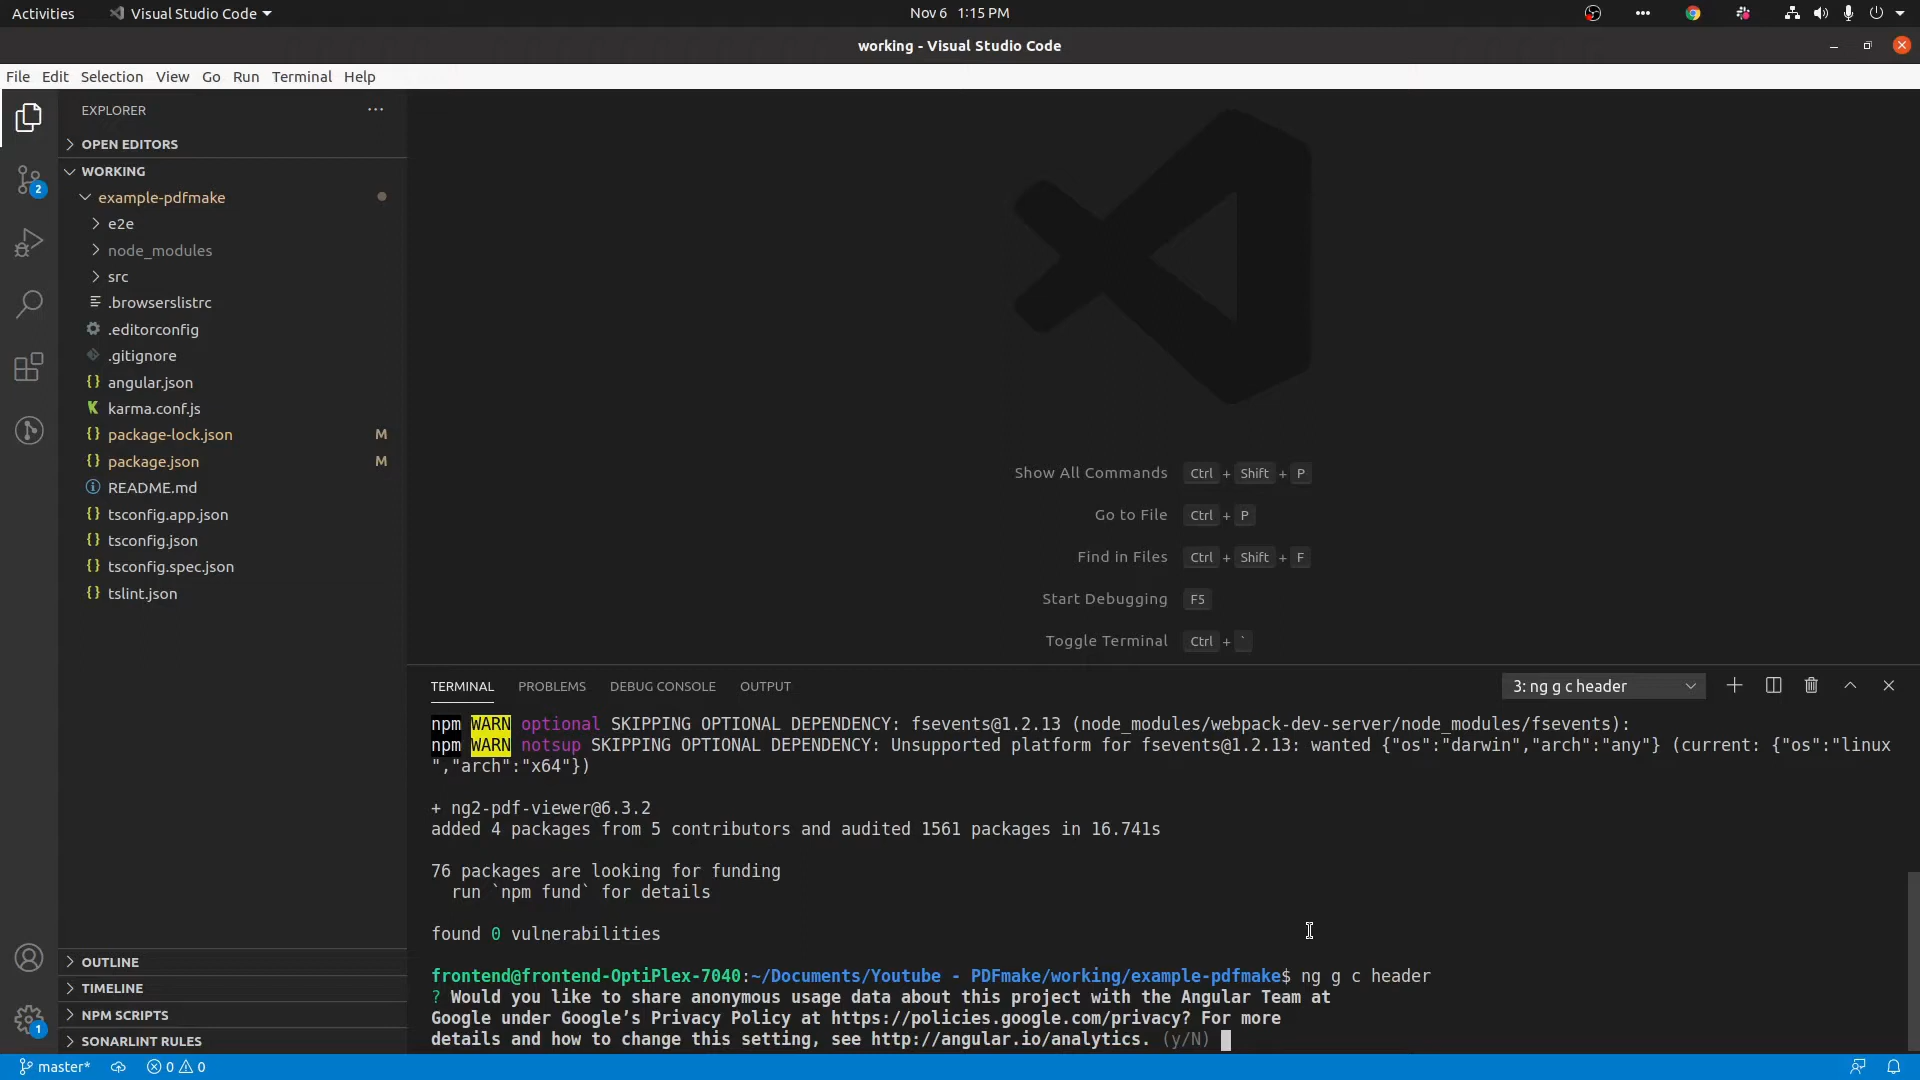 Activities
Visual Studio Code
Nov 6 1:15 PM
working - Visual Studio Code
File Edit Selection View Go Run Terminal Help
EXPLORER
OPEN EDITORS
WORKING
2
example-pdfmake
e2e
node_modules
src
.browserslistrc
.editorconfig
.gitignore
angular.json
karma.conf.js
package-lock.json M
package.json M
README.md
tsconfig.app.json
tsconfig.json
tsconfig.spec.json
tslint.json
OUTLINE
TIMELINE
NPM SCRIPTS
SONARLINT RULES
1
Show All Commands Ctrl + Shift + P
Go to File Ctrl + P
Find in Files Ctrl + Shift + F
Start Debugging F5
Toggle Terminal Ctrl + `
TERMINAL PROBLEMS DEBUG CONSOLE OUTPUT
3: ng g c header
npm WARN optional SKIPPING OPTIONAL DEPENDENCY: fsevents@1.2.13 (node_modules/webpack-dev-server/node_modules/fsevents):
npm WARN notsup SKIPPING OPTIONAL DEPENDENCY: Unsupported platform for fsevents@1.2.13: wanted {"os":"darwin","arch":"any"} (current: {"os":"linux
","arch":"x64"})
+ ng2-pdf-viewer@6.3.2
added 4 packages from 5 contributors and audited 1561 packages in 16.741s
76 packages are looking for funding
run `npm fund` for details
found 0 vulnerabilities
frontend@frontend-OptiPlex-7040:~/Documents/Youtube - PDFmake/working/example-pdfmake$ ng g c header
? Would you like to share anonymous usage data about this project with the Angular Team at
Google under Google’s Privacy Policy at https://policies.google.com/privacy? For more
details and how to change this setting, see http://angular.io/analytics. (y/N)
master* 0 0